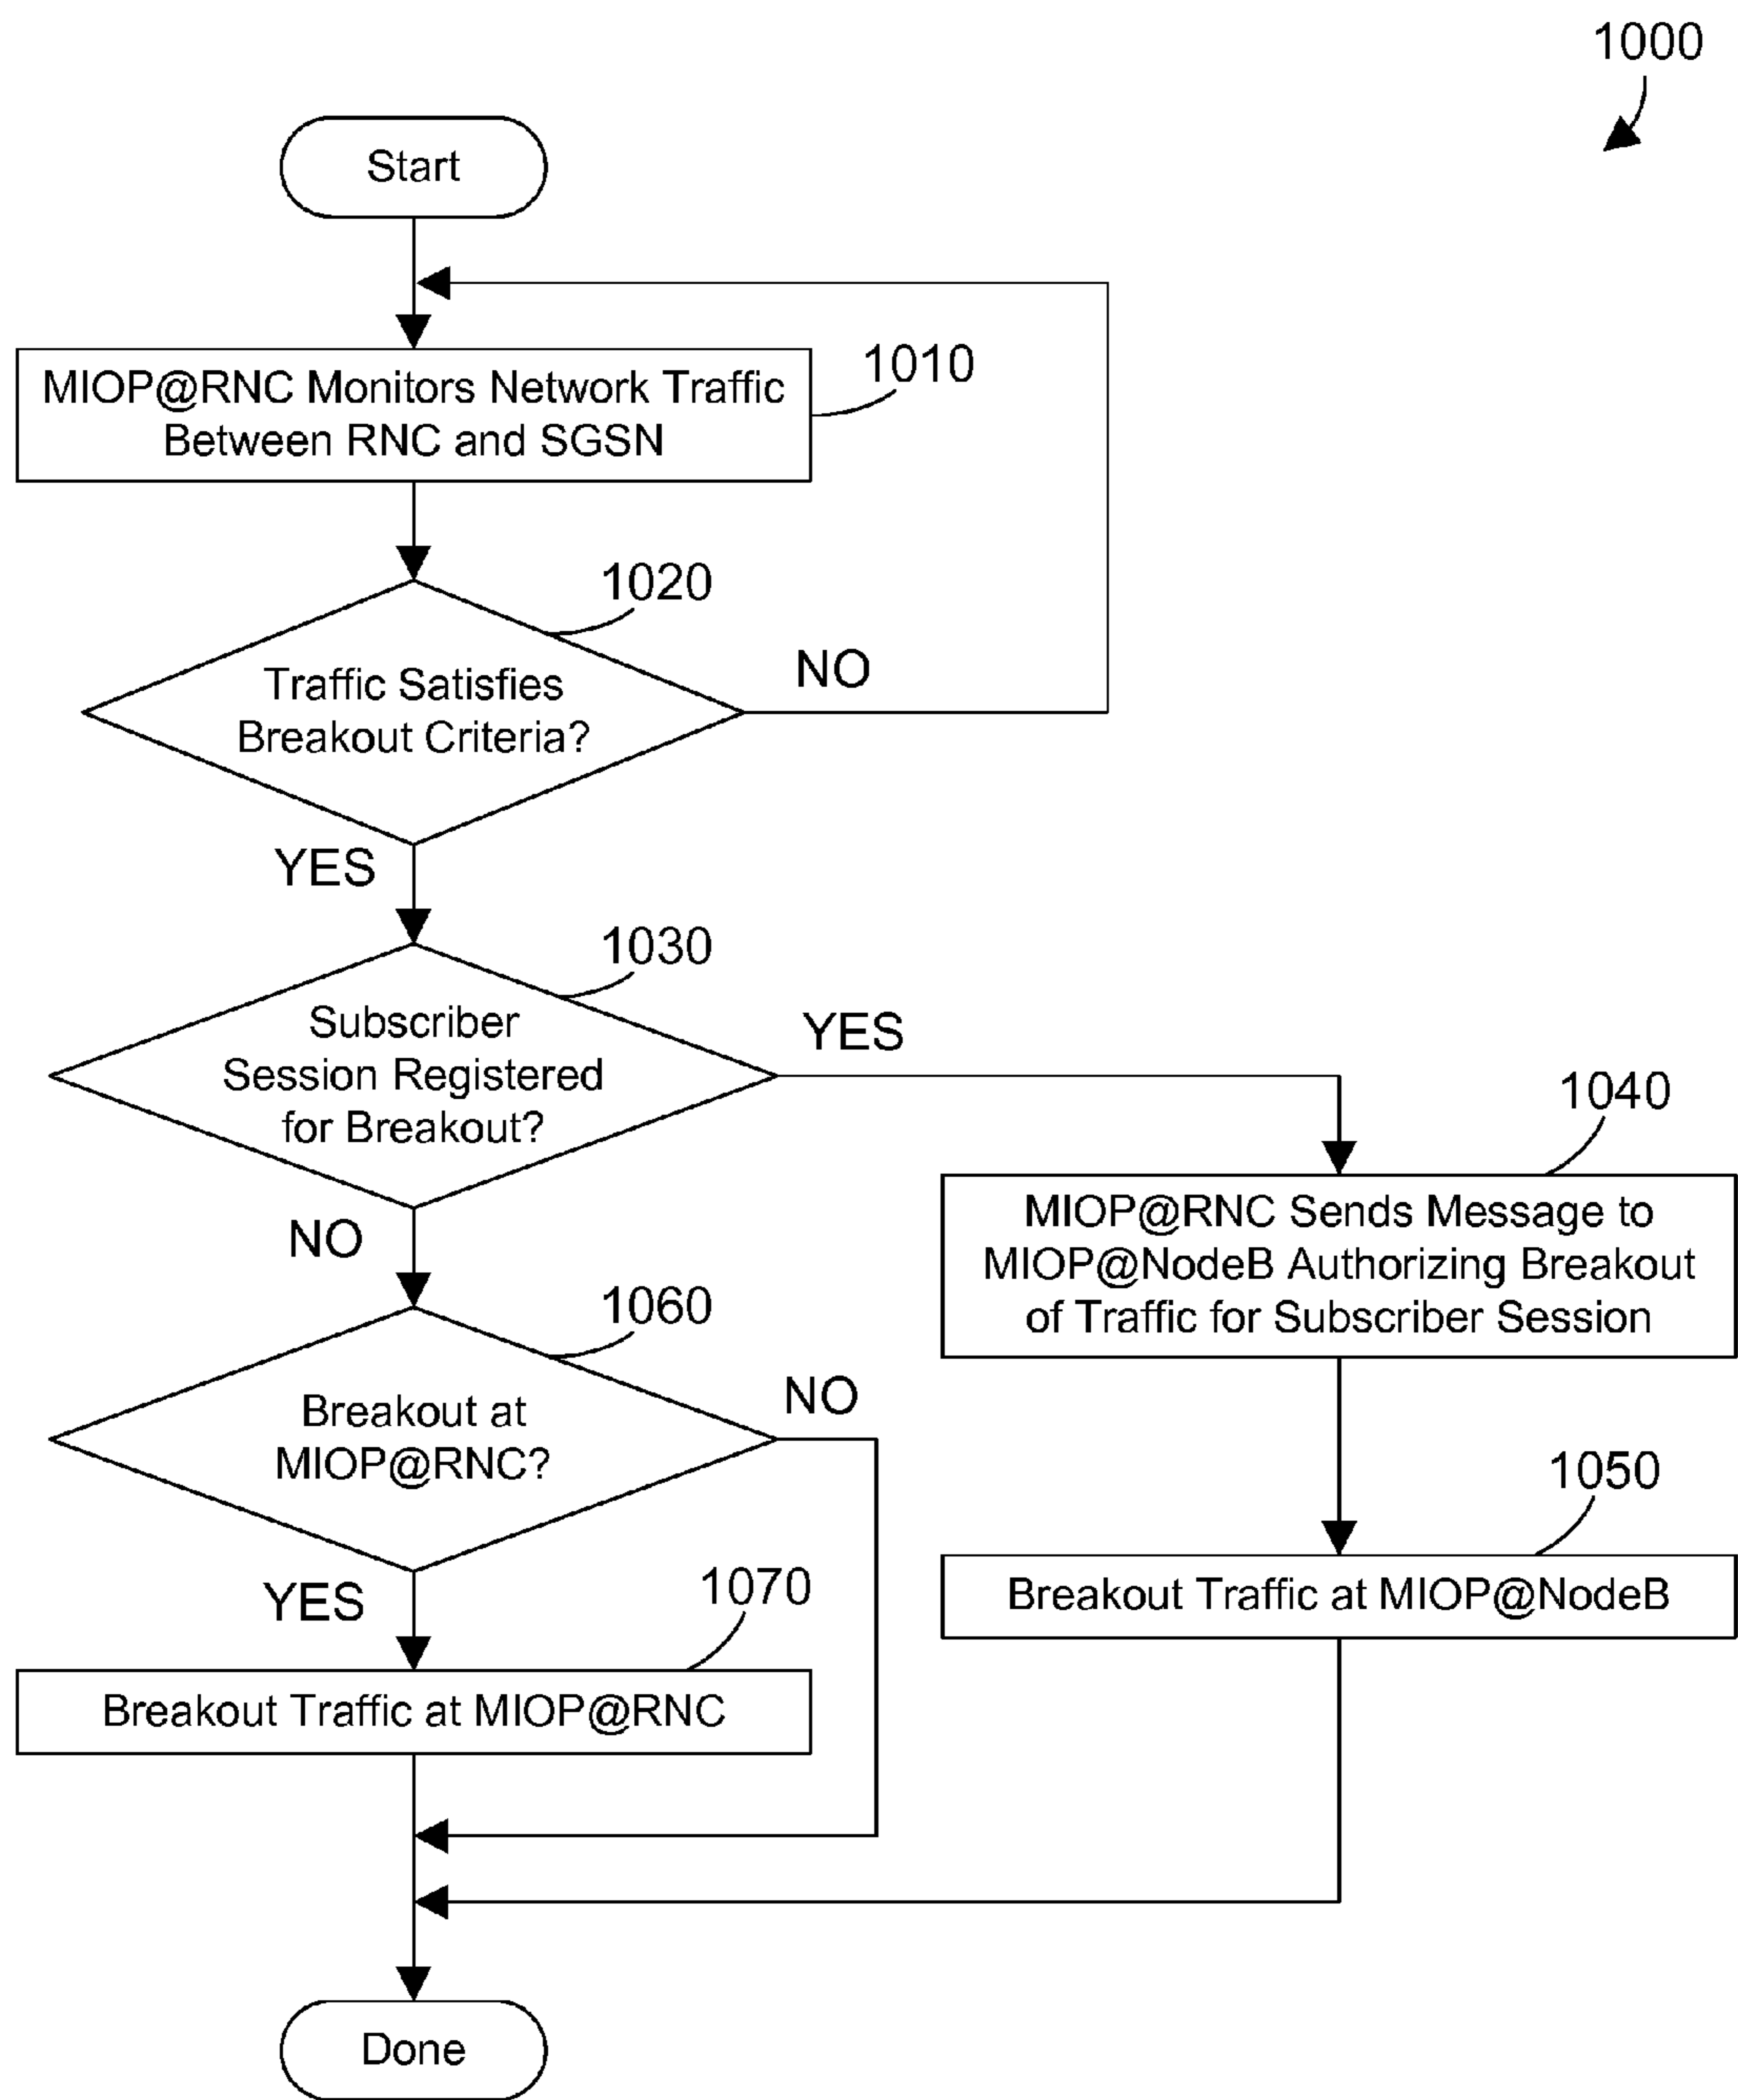 1000
Start
MIOP@RNC Monitors Network Traffic
Between RNC and SGSN
1010
1020
Traffic Satisfies
Breakout Criteria?
NO
YES
1030
Subscriber
Session Registered
for Breakout?
YES
NO
1040
MIOP@RNC Sends Message to
MIOP@NodeB Authorizing Breakout
of Traffic for Subscriber Session
1060
Breakout at
MIOP@RNC?
NO
YES
1050
Breakout Traffic at MIOP@NodeB
1070
Breakout Traffic at MIOP@RNC
Done